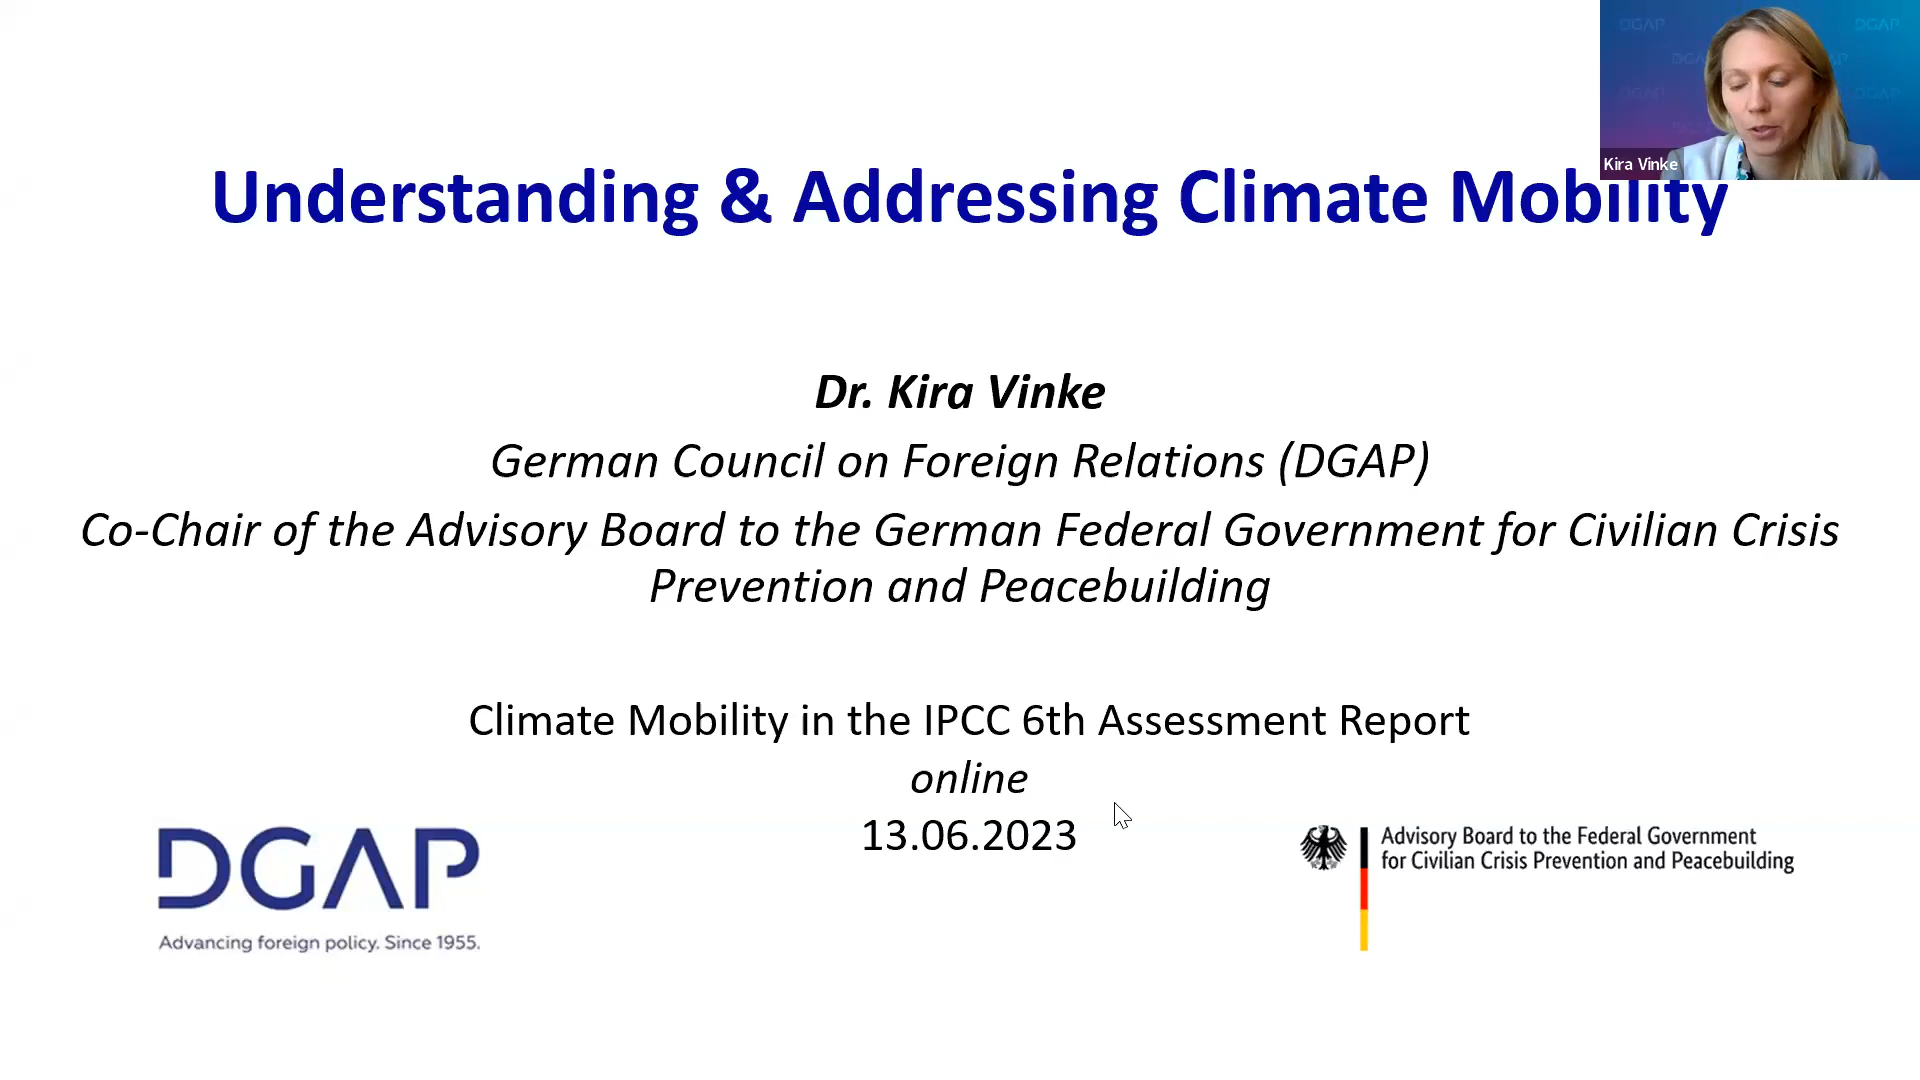 DGAP DGAP
Kira Vinke
Understanding & Addressing Climate Mobility
Dr. Kira Vinke
German Council on Foreign Relations (DGAP)
Co-Chair of the Advisory Board to the German Federal Government for Civilian Crisis
Prevention and Peacebuilding
Climate Mobility in the IPCC 6th Assessment Report
online
13.06.2023
DGAP
Advancing foreign policy. Since 1955.
Advisory Board to the Federal Government
for Civilian Crisis Prevention and Peacebuilding